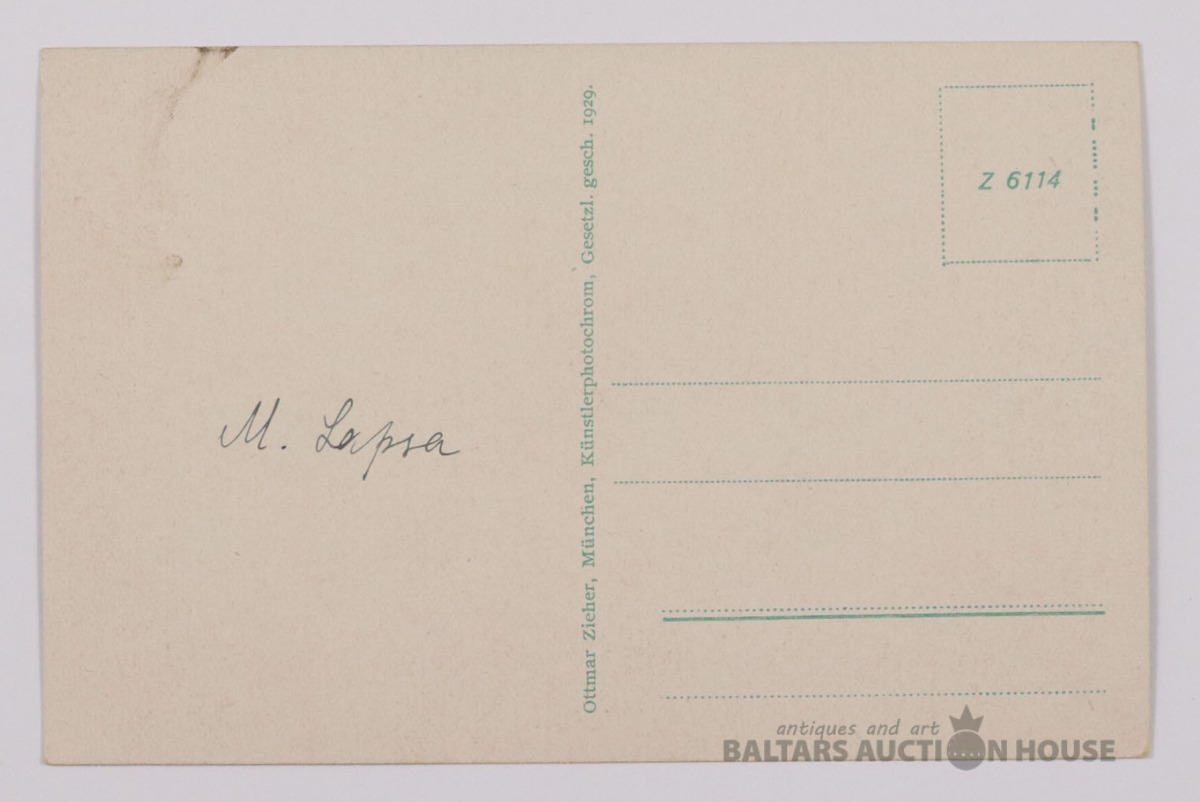 M. Lapsa
Ottmar Zieher, München, Künstlerphotochrom, Gesetzl. gesch. 1929.
Z 6114
antiques and art
BALTARS AUCTION HOUSE